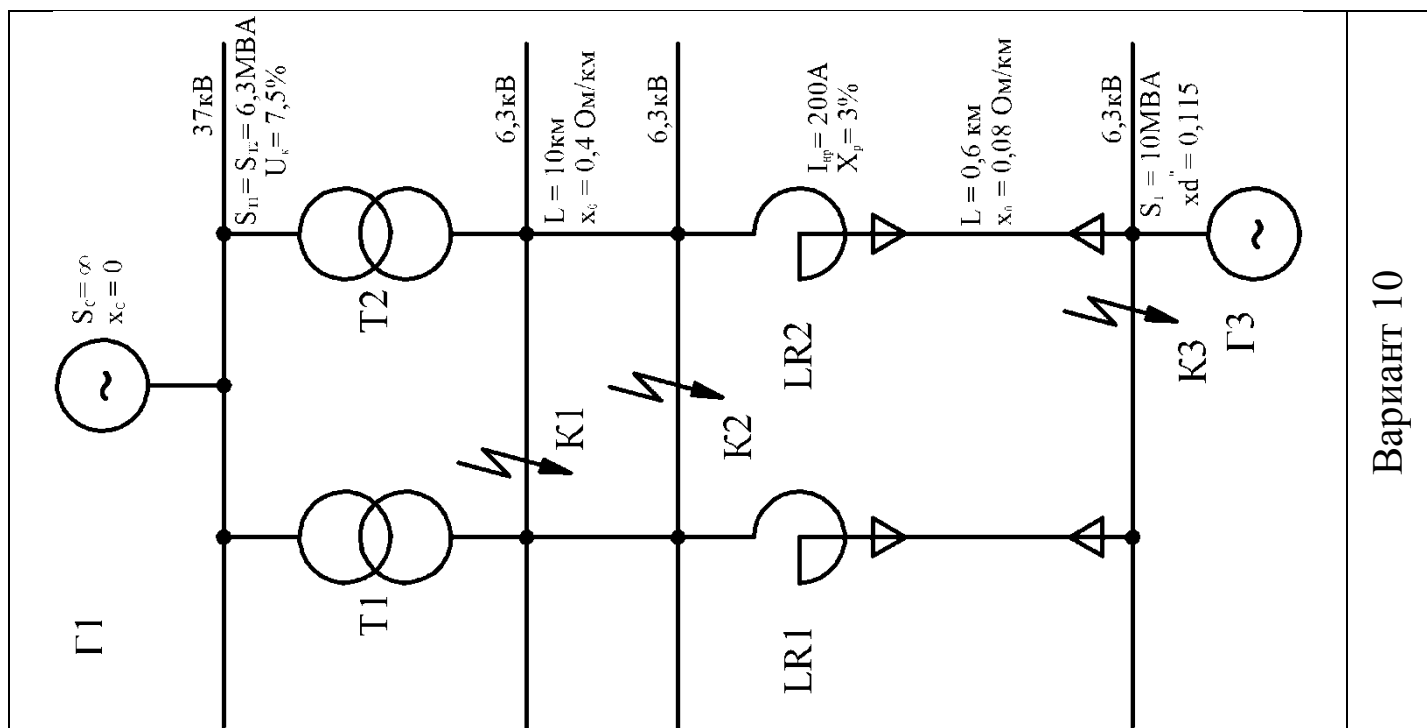 Г1
Sс = ∞
xс = 0
37кВ
Sт1 = Sт2 = 6,3МВА
Uк = 7,5%
Т1
Т2
6,3кВ
К1
L = 10км
x0 = 0,4 Ом/км
6,3кВ
К2
LR1
LR2
Iнр = 200А
Xр = 3%
L = 0,6 км
x0 = 0,08 Ом/км
6,3кВ
К3
Г3
S1 = 10МВА
xd" = 0,115
~
~
Вариант 10